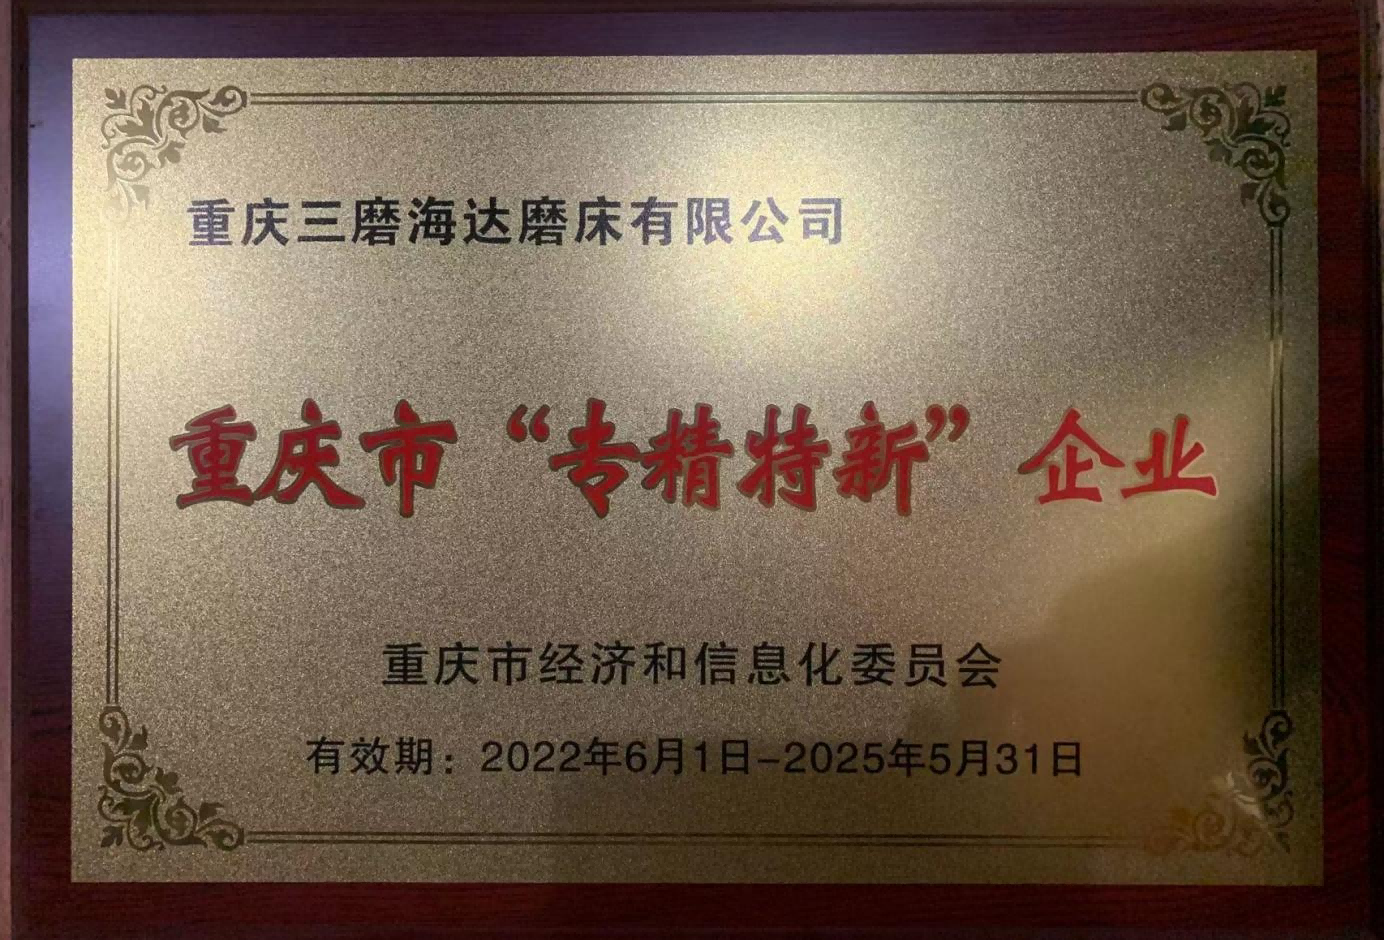 重庆三磨海达磨床有限公司
重庆市“专精特新”企业
重庆市经济和信息化委员会
有效期：2022年6月1日-2025年5月31日